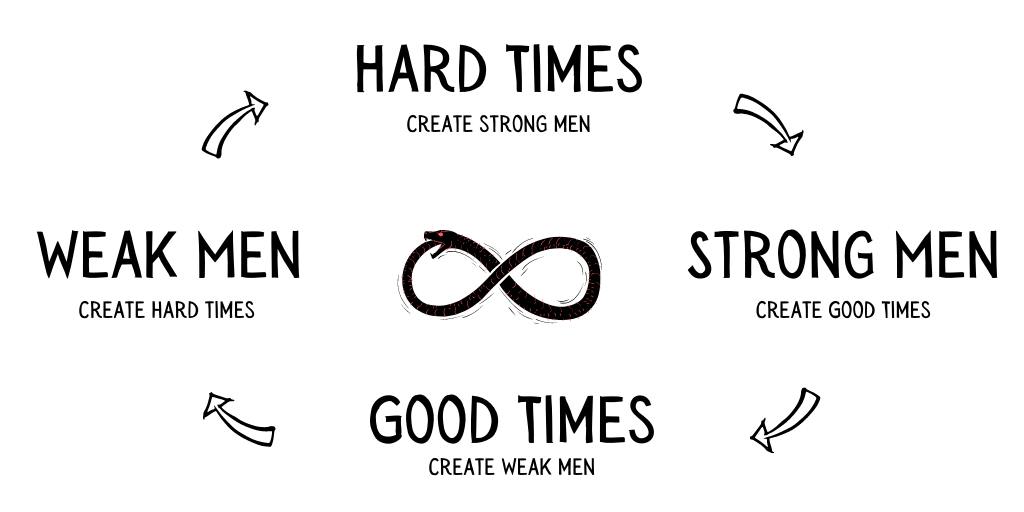 HARD TIMES
CREATE STRONG MEN
WEAK MEN
CREATE HARD TIMES
STRONG MEN
CREATE GOOD TIMES
GOOD TIMES
CREATE WEAK MEN